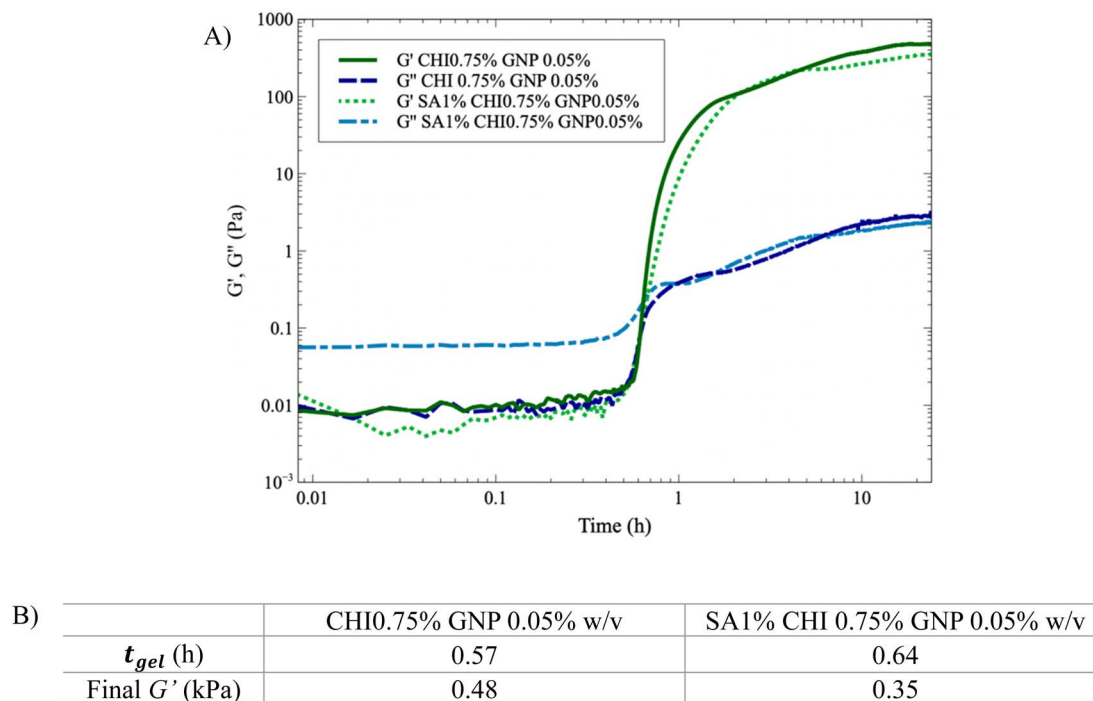 A)
1000
100
10
1
0.1
0.01
10⁻³
G', G" (Pa)
G' CHI0.75% GNP 0.05%
G" CHI 0.75% GNP 0.05%
G' SA1% CHI0.75% GNP0.05%
G" SA1% CHI0.75% GNP0.05%
0.01 0.1 1 10
Time (h)
B)
CHI0.75% GNP 0.05% w/v SA1% CHI 0.75% GNP 0.05% w/v
t_gel (h) 0.57 0.64
Final G’ (kPa) 0.48 0.35